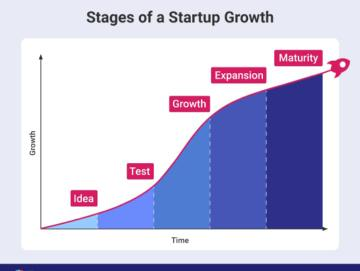 Stages of a Startup Growth
Maturity
Expansion
Growth
Test
Idea
Growth
Time